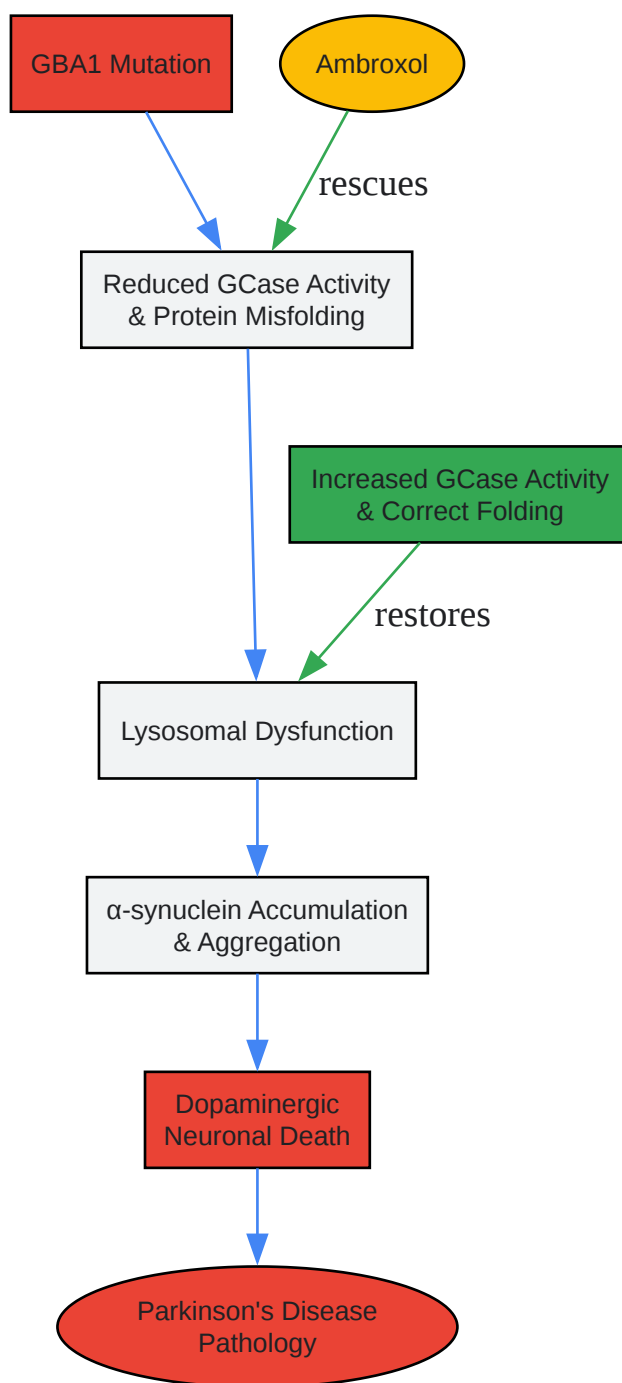 GBA1 Mutation
Ambroxol
rescues
Reduced GCase Activity
& Protein Misfolding
Increased GCase Activity
& Correct Folding
restores
Lysosomal Dysfunction
α-synuclein Accumulation
& Aggregation
Dopaminergic
Neuronal Death
Parkinson's Disease
Pathology